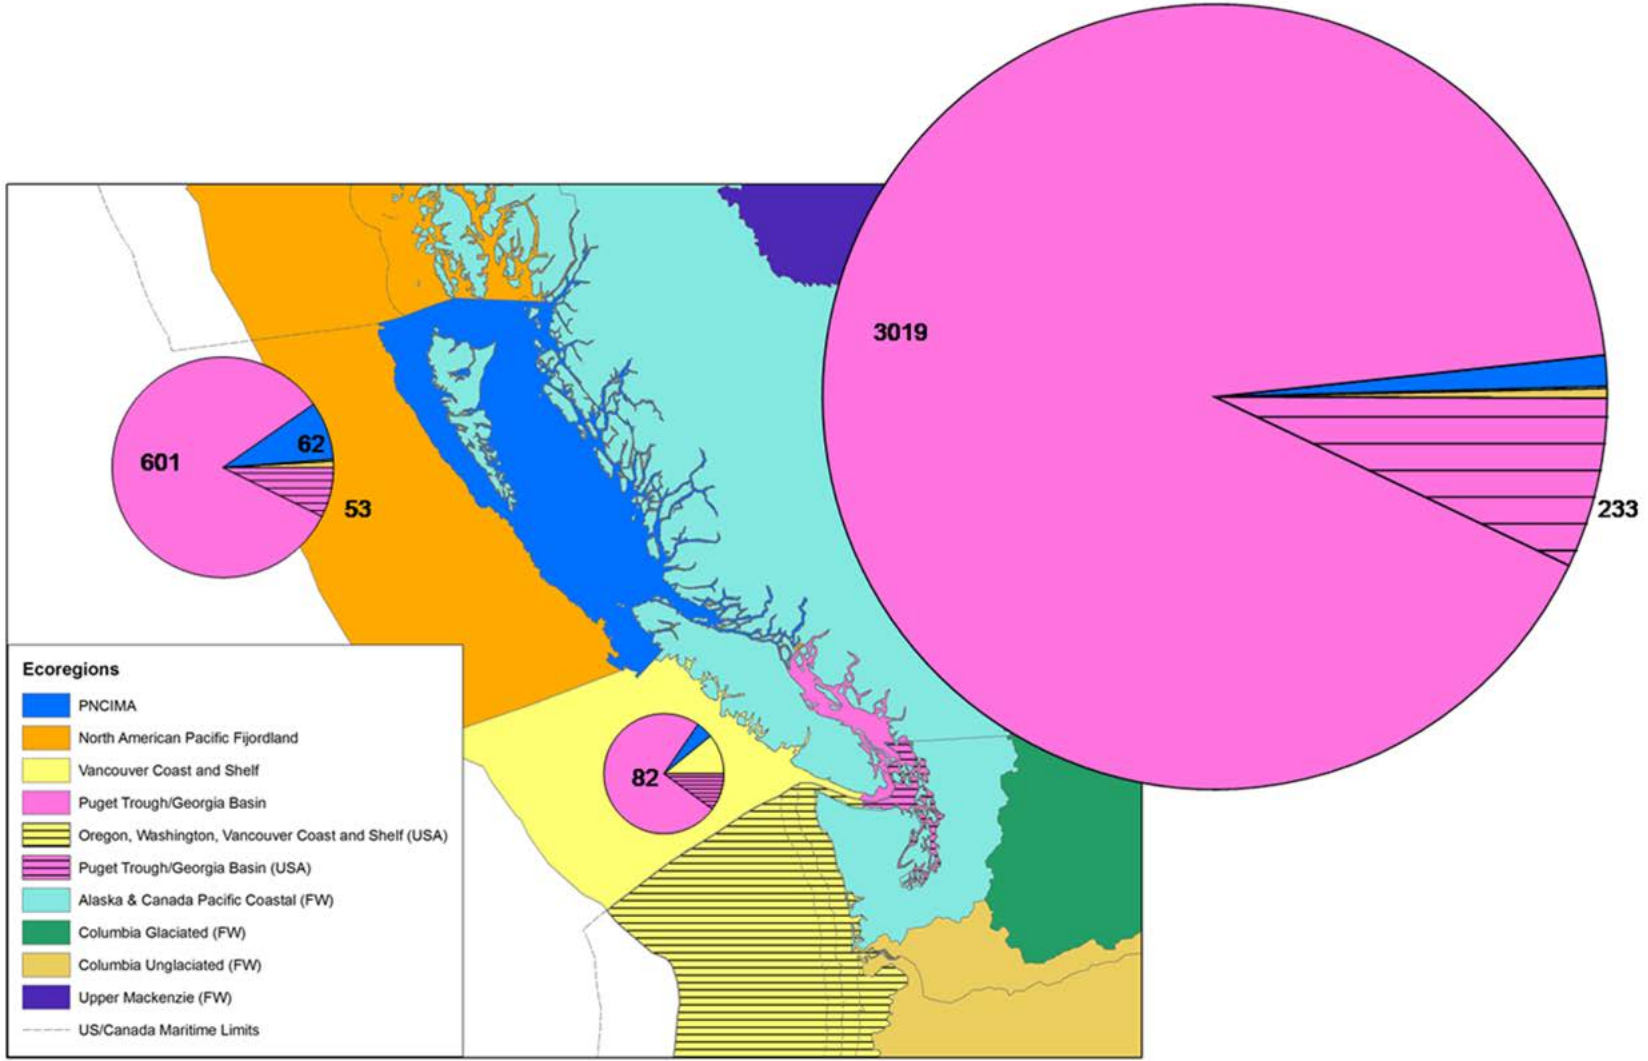 3019
233
601
62
53
82
Ecoregions
PNCIMA
North American Pacific Fijordland
Vancouver Coast and Shelf
Puget Trough/Georgia Basin
Oregon, Washington, Vancouver Coast and Shelf (USA)
Puget Trough/Georgia Basin (USA)
Alaska & Canada Pacific Coastal (FW)
Columbia Glaciated (FW)
Columbia Unglaciated (FW)
Upper Mackenzie (FW)
US/Canada Maritime Limits